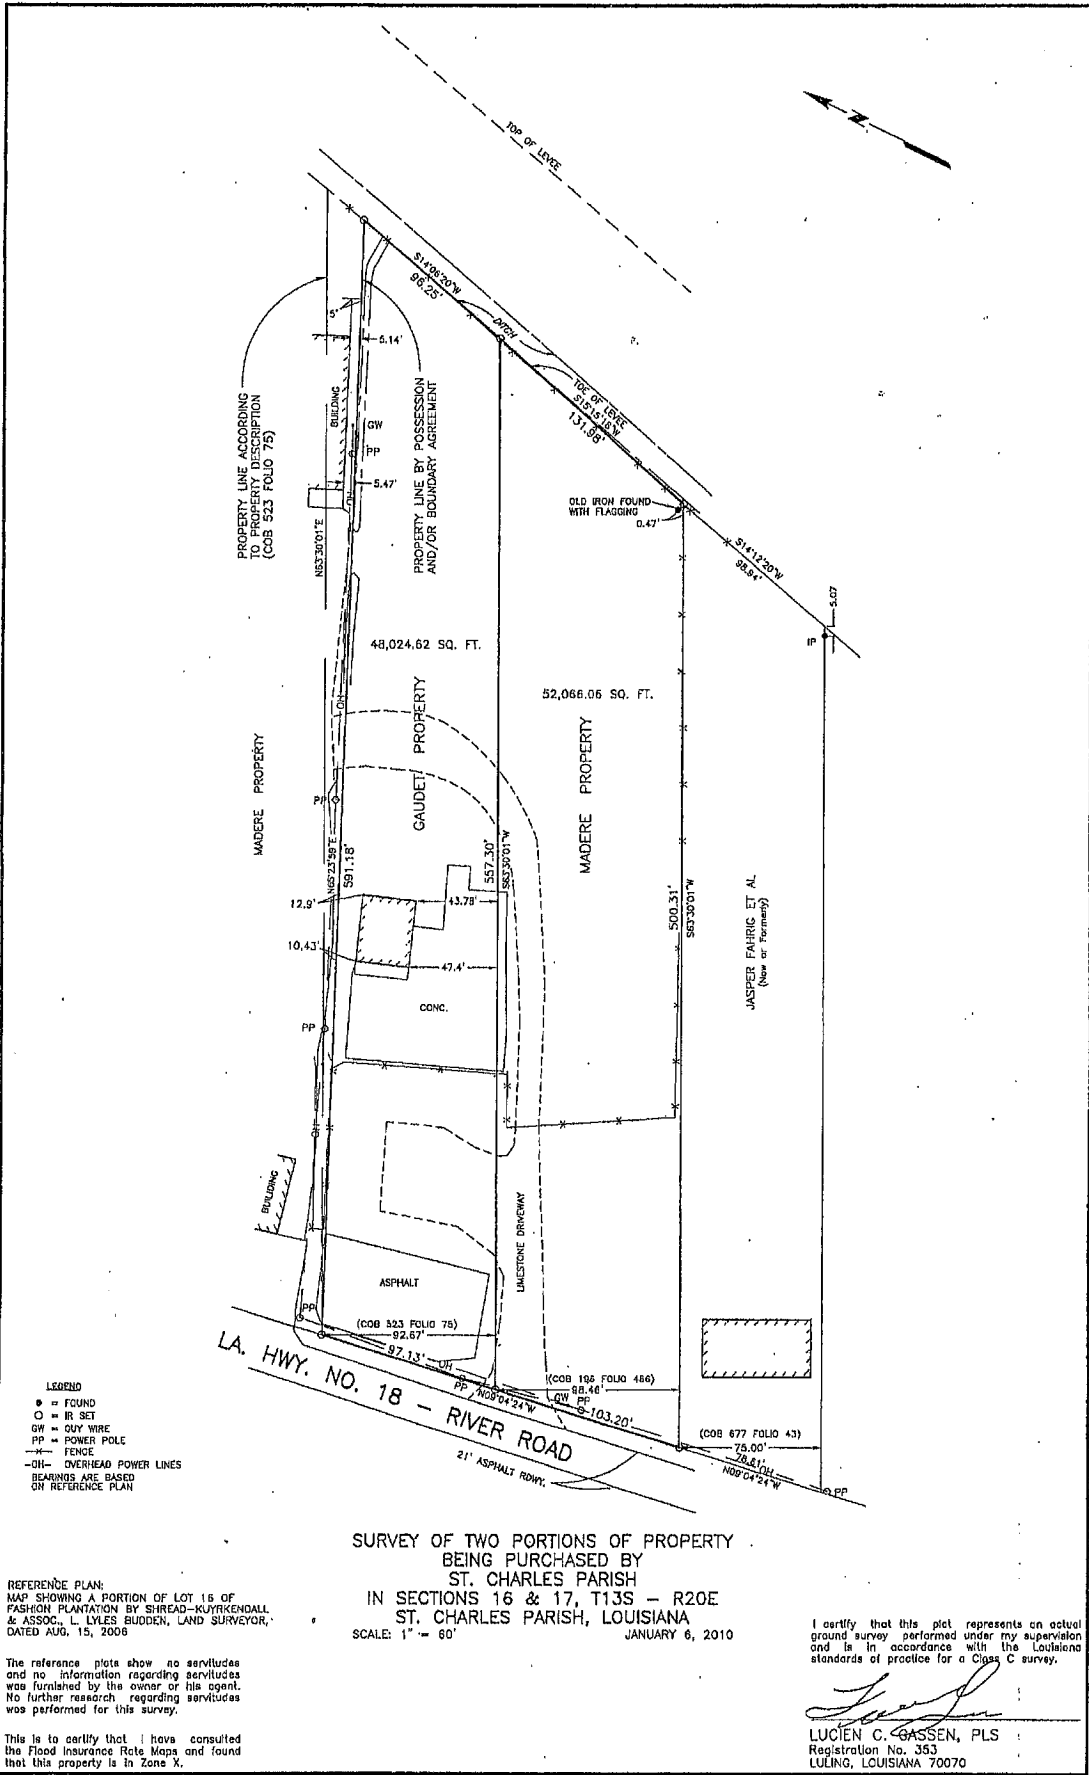 TOP OF LEVEE
N
S14°06'20"W
96.25'
DITCH
TOE OF LEVEE
S15°15'16"W
131.98'
5'
5.14'
BUILDING
GW
PP
5.47'
OH
PROPERTY LINE ACCORDING
TO PROPERTY DESCRIPTION
(COB 523 FOLIO 75)
N63°30'01"E
PROPERTY LINE BY POSSESSION
AND/OR BOUNDARY AGREEMENT
OLD IRON FOUND
WITH FLAGGING
0.47'
S14°12'20"W
98.94'
5.07
IP
48,024.62 SQ. FT.
52,066.06 SQ. FT.
OH
MADERE PROPERTY
GAUDET PROPERTY
MADERE PROPERTY
PP
N65°23'59"E
591.18'
557.30'
S63°30'01"W
500.31'
S63°30'01"W
JASPER FAHRIG ET AL
(Now or Formerly)
12.9'
43.78'
10.43'
47.4'
CONC.
PP
OH
BUILDING
LIMESTONE DRIVEWAY
ASPHALT
PP
(COB 523 FOLIO 75)
92.67'
97.13'
OH
PP
N09°04'24"W
(COB 196 FOLIO 486)
98.46'
GW
PP
103.20'
(COB 677 FOLIO 43)
75.00'
78.61'
OH
N09°04'24"W
PP
LA. HWY. NO. 18 - RIVER ROAD
21' ASPHALT RDWY.
LEGEND
= FOUND
= IR SET
GW = GUY WIRE
PP = POWER POLE
—X— FENCE
-OH- OVERHEAD POWER LINES
BEARINGS ARE BASED
ON REFERENCE PLAN
SURVEY OF TWO PORTIONS OF PROPERTY
BEING PURCHASED BY
ST. CHARLES PARISH
IN SECTIONS 16 & 17, T13S - R20E
ST. CHARLES PARISH, LOUISIANA
SCALE: 1" = 60' JANUARY 6, 2010
REFERENCE PLAN:
MAP SHOWING A PORTION OF LOT 16 OF
FASHION PLANTATION BY SHREAD-KUYRKENDALL
& ASSOC., L. LYLES BUDDEN, LAND SURVEYOR,
DATED AUG. 15, 2006
The reference plats show no servitudes
and no information regarding servitudes
was furnished by the owner or his agent.
No further research regarding servitudes
was performed for this survey.
This is to certify that I have consulted
the Flood Insurance Rate Maps and found
that this property is in Zone X.
I certify that this plat represents an actual
ground survey performed under my supervision
and is in accordance with the Louisiana
standards of practice for a Class C survey.
LUCIEN C. GASSEN, PLS
Registration No. 353
LULING, LOUISIANA 70070